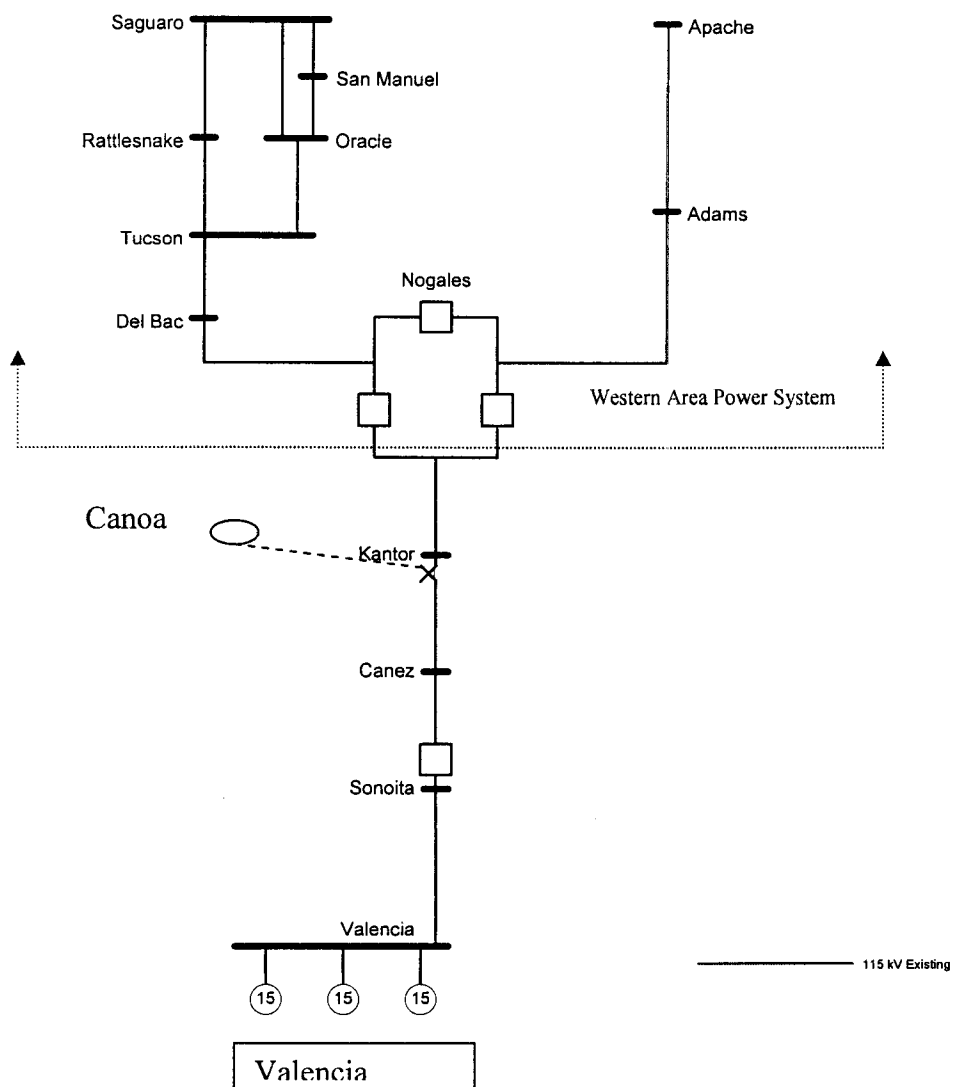 Saguaro
Apache
San Manuel
Rattlesnake
Oracle
Adams
Tucson
Nogales
Del Bac
Western Area Power System
Canoa
Kantor
Canez
Sonoita
Valencia
115 kV Existing
15 15 15
Valencia